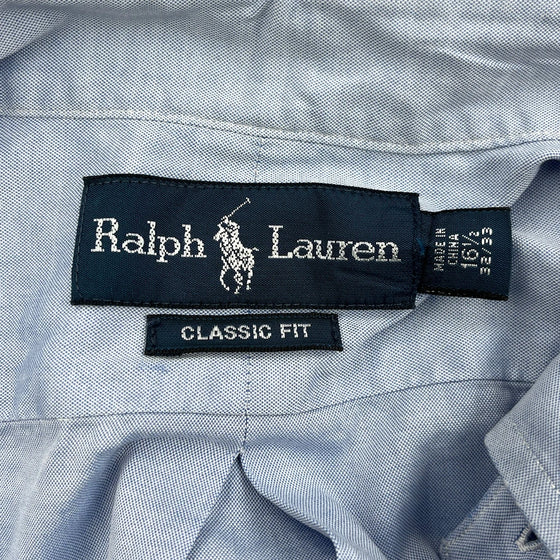 Ralph Lauren
MADE IN
CHINA
16½
32/33
CLASSIC FIT